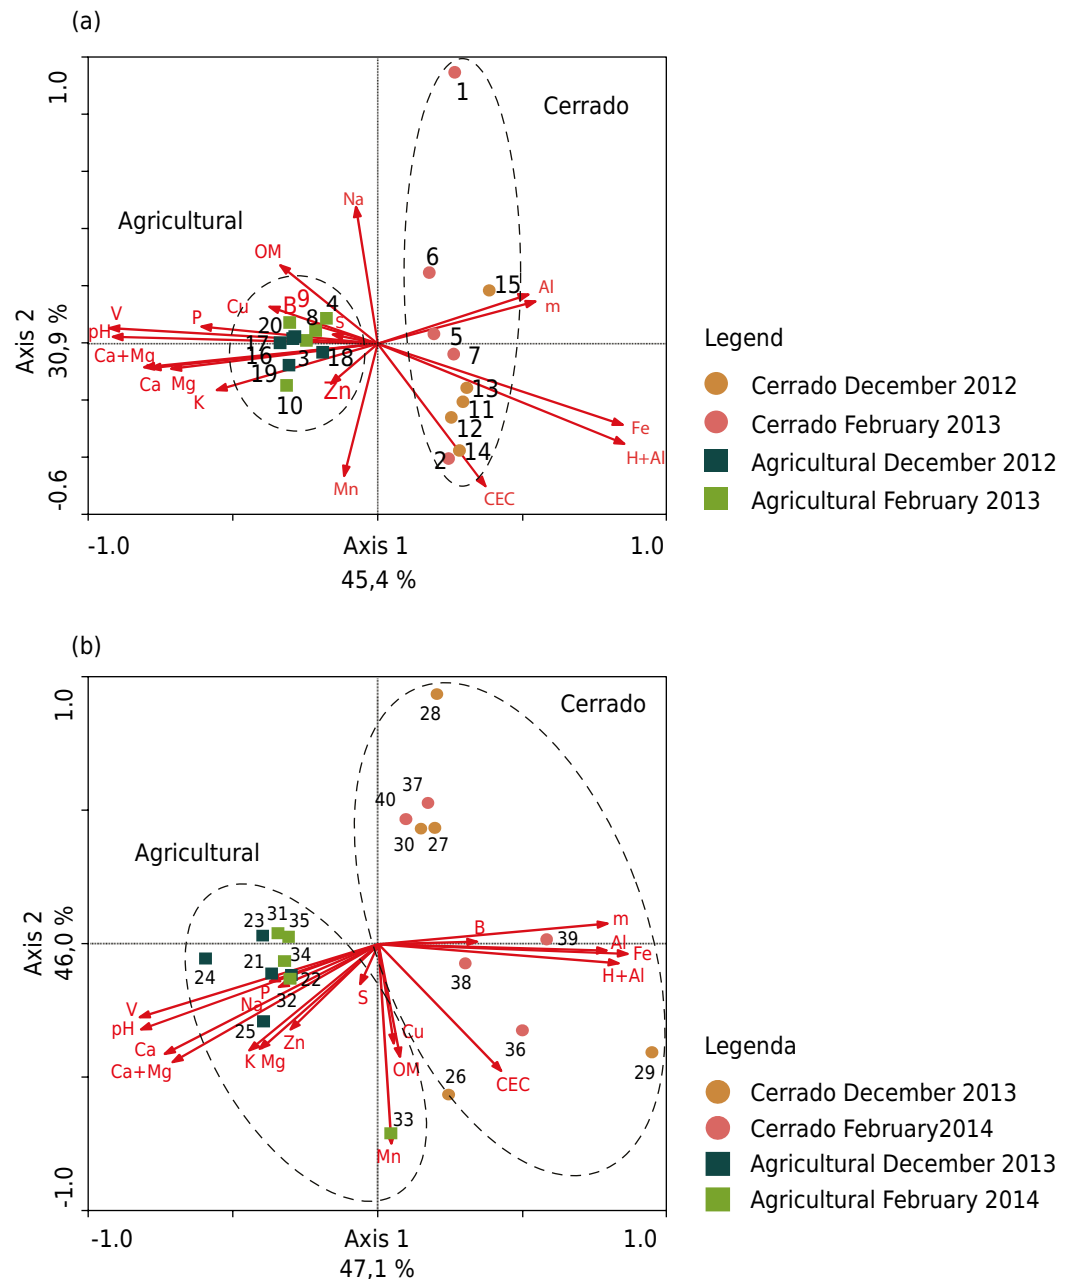 (a)
1.0
1
Cerrado
Na
Agricultural
OM
6
15
Al
m
Cu
B
9
4
V
P
20
8
S
pH
17
5
Axis 2
30,9 %
Ca+Mg
16
3
18
7
Ca
Mg
19
Zn
13
K
10
11
12
Fe
14
H+Al
2
Mn
CEC
-0.6
-1.0
Axis 1
1.0
45,4 %
Legend
Cerrado December 2012
Cerrado February 2013
Agricultural December 2012
Agricultural February 2013
(b)
1.0
Cerrado
28
37
40
30
27
Agricultural
23
31
35
B
m
39
Al
Axis 2
46,0 %
21
34
Fe
24
22
38
H+Al
P
S
Na
32
V
pH
25
Cu
36
Ca
Zn
Ca+Mg
K
Mg
OM
26
CEC
29
33
Mn
-1.0
-1.0
Axis 1
1.0
47,1 %
Legenda
Cerrado December 2013
Cerrado February2014
Agricultural December 2013
Agricultural February 2014